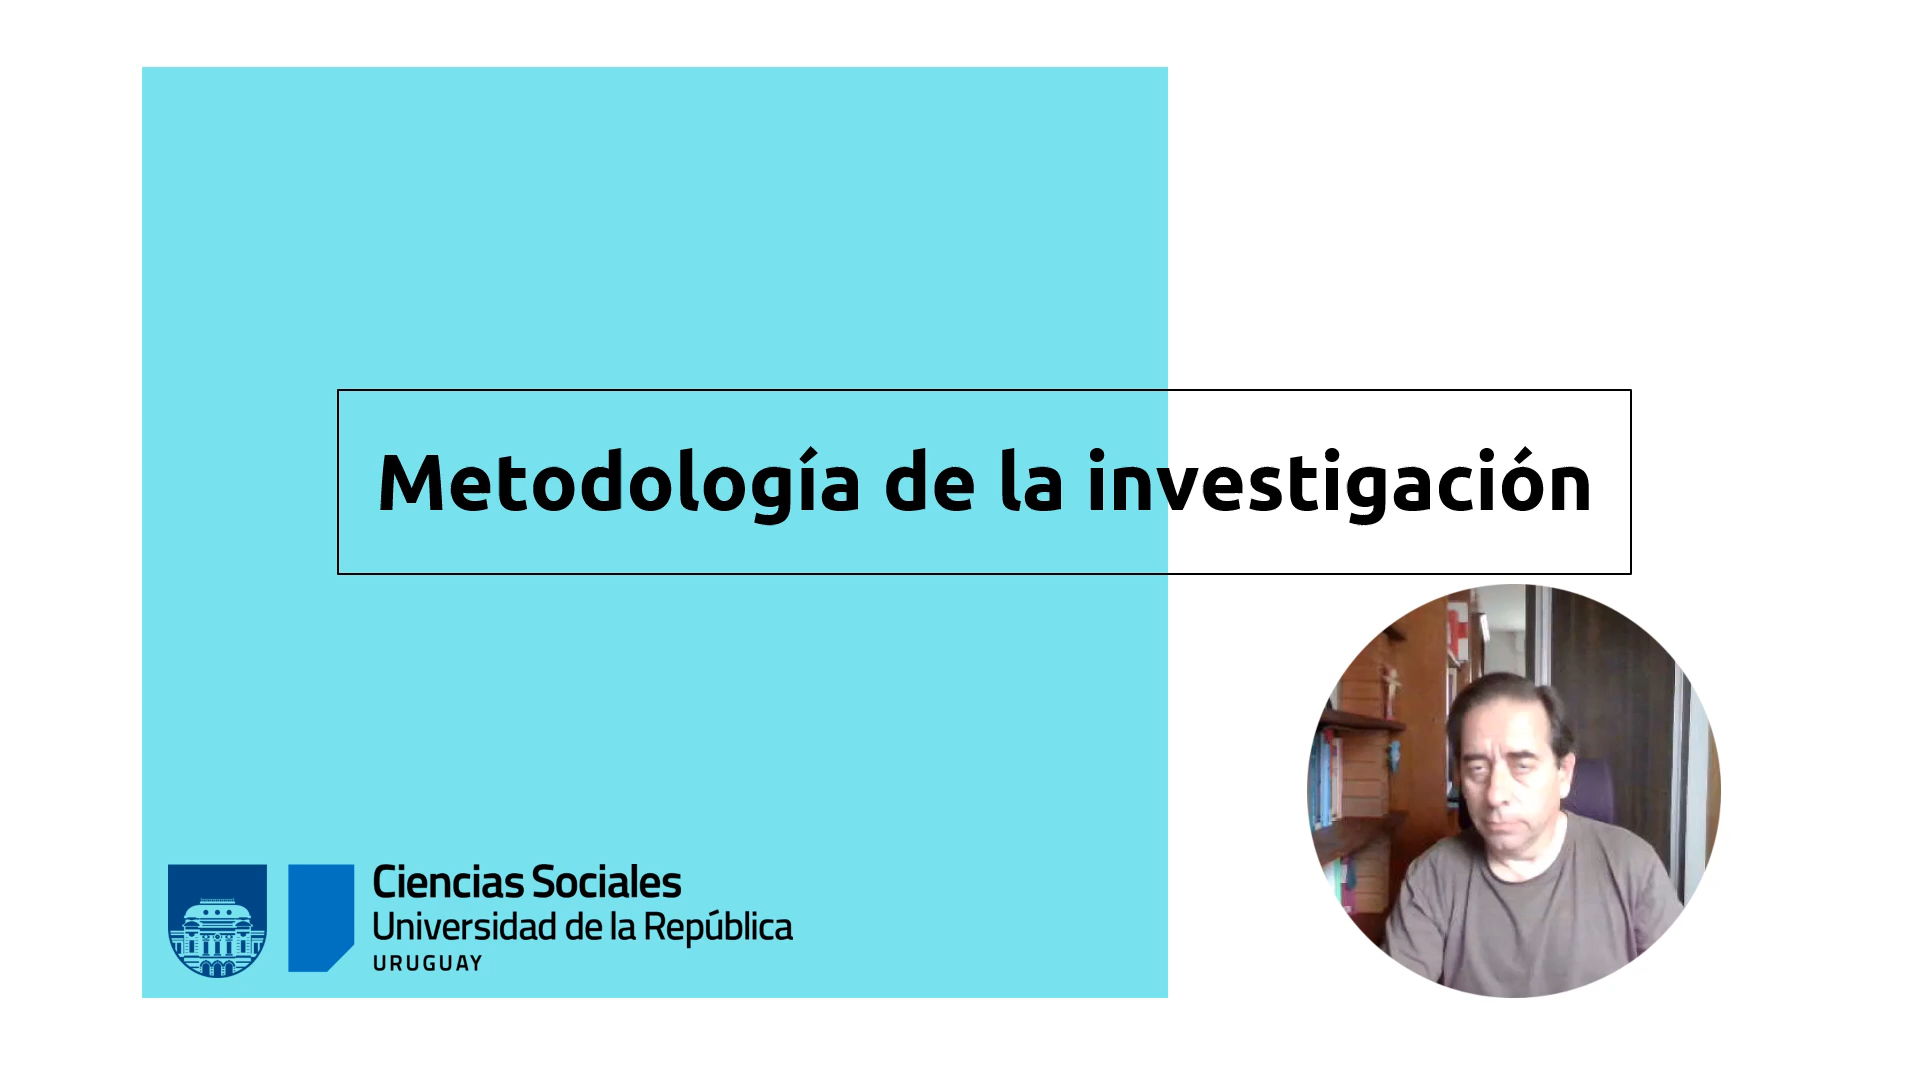 Metodología de la investigación
Ciencias Sociales
Universidad de la República
URUGUAY